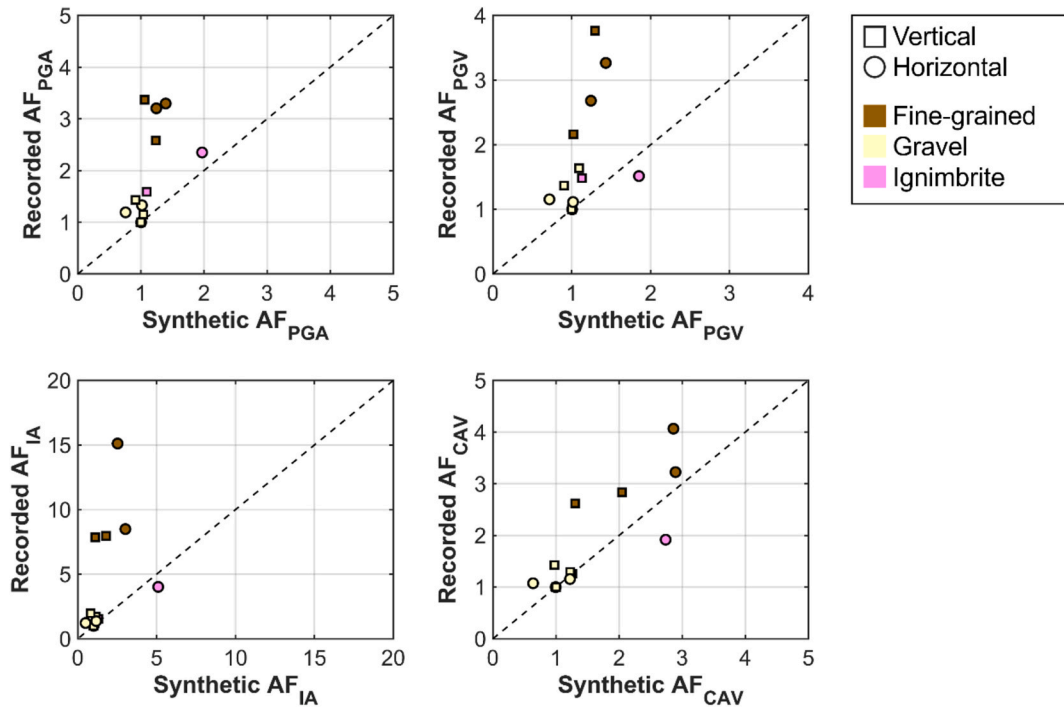 5
4
3
2
1
0
0 1 2 3 4 5
Recorded AF_PGA
Synthetic AF_PGA
4
3
2
1
0
0 1 2 3 4
Recorded AF_PGV
Synthetic AF_PGV
Vertical
Horizontal
Fine-grained
Gravel
Ignimbrite
20
15
10
5
0
0 5 10 15 20
Recorded AF_IA
Synthetic AF_IA
5
4
3
2
1
0
0 1 2 3 4 5
Recorded AF_CAV
Synthetic AF_CAV